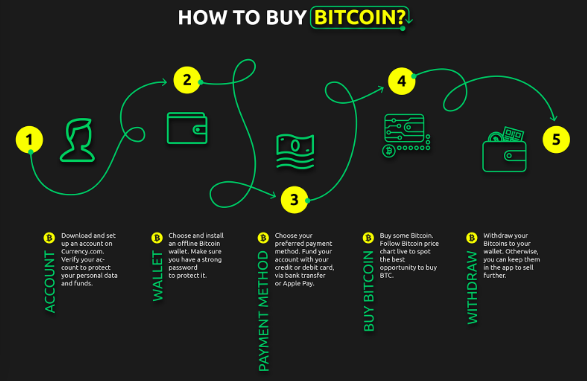 HOW TO BUY BITCOIN?
1
2
3
4
5
ACCOUNT
Download and set
up an account on
Currency.com.
Verify your ac-
count to protect
your personal data
and funds.
WALLET
Choose and install
an offline Bitcoin
wallet. Make sure
you have a strong
password
to protect it.
PAYMENT METHOD
Choose your
preferred payment
method. Fund your
account with your
credit or debit card,
via bank transfer
or Apple Pay.
BUY BITCOIN
Buy some Bitcoin.
Follow Bitcoin price
chart live to spot
the best
opportunity to buy
BTC.
WITHDRAW
Withdraw your
Bitcoins to your
wallet. Otherwise,
you can keep them
in the app to sell
further.